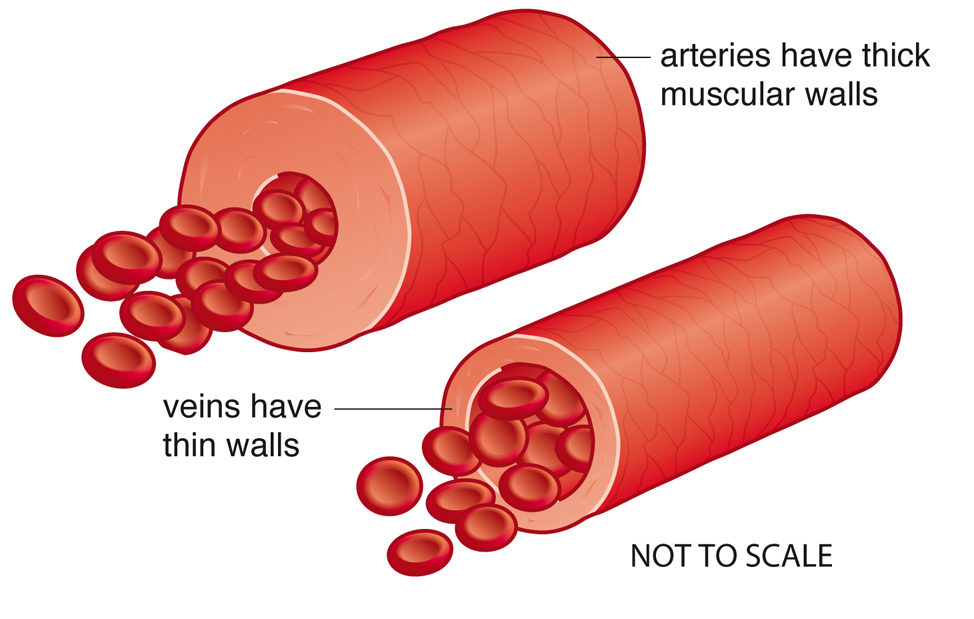 arteries have thick
muscular walls
veins have
thin walls
NOT TO SCALE